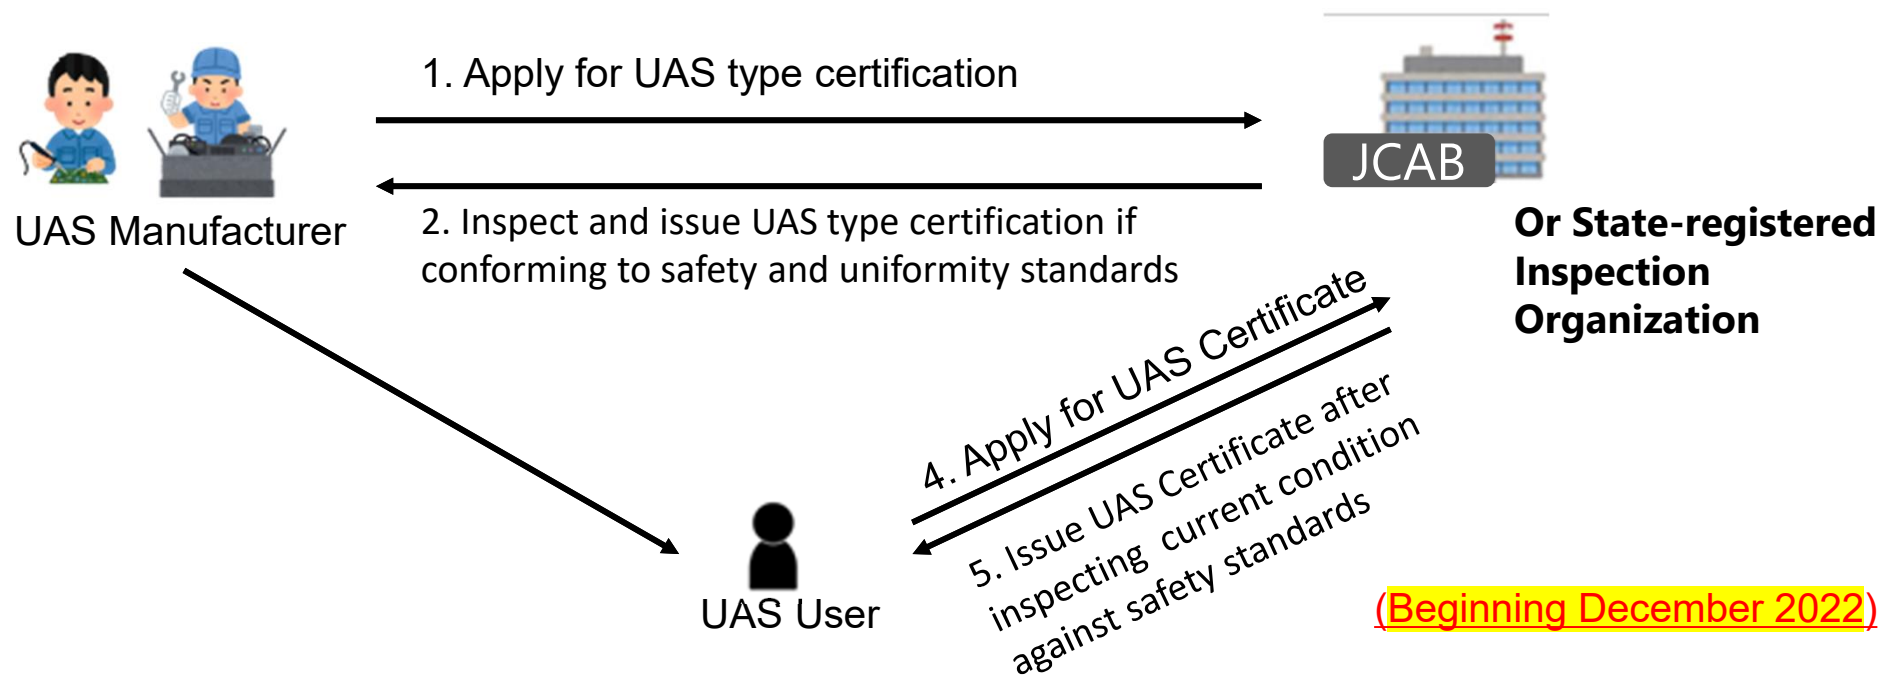 1. Apply for UAS type certification
JCAB
UAS Manufacturer
2. Inspect and issue UAS type certification if
conforming to safety and uniformity standards
Or State-registered
Inspection
Organization
4. Apply for UAS Certificate
5. Issue UAS Certificate after
inspecting current condition
against safety standards
UAS User
(Beginning December 2022)